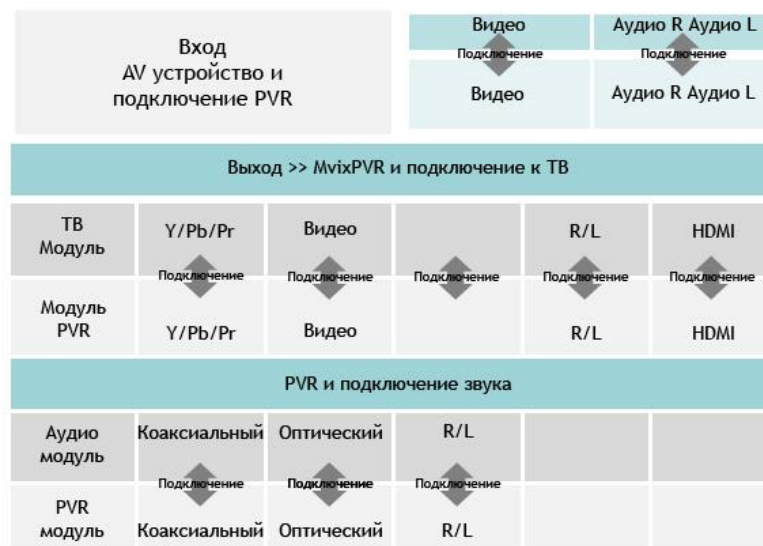 Вход
AV устройство и
подключение PVR
Видео
Аудио R Аудио L
Подключение
Подключение
Видео
Аудио R Аудио L
Выход >> MvixPVR и подключение к ТВ
ТВ
Модуль
Y/Pb/Pr
Видео
R/L
HDMI
Подключение
Подключение
Подключение
Подключение
Подключение
Модуль
PVR
Y/Pb/Pr
Видео
R/L
HDMI
PVR и подключение звука
Аудио
модуль
Коаксиальный
Оптический
R/L
Подключение
Подключение
Подключение
PVR
модуль
Коаксиальный
Оптический
R/L